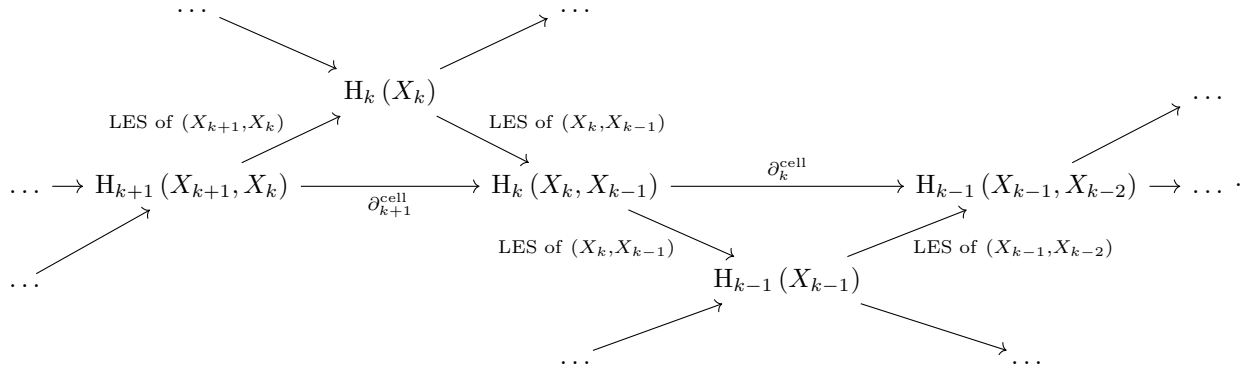 … …
H_k (X_k) …
LES of (X_{k+1},X_k) LES of (X_k,X_{k−1})
∂_k^{cell}
… H_{k+1} (X_{k+1}, X_k) H_k (X_k, X_{k−1}) H_{k−1} (X_{k−1}, X_{k−2}) … .
∂_{k+1}^{cell}
LES of (X_k,X_{k−1}) LES of (X_{k−1},X_{k−2})
… H_{k−1} (X_{k−1})
… …